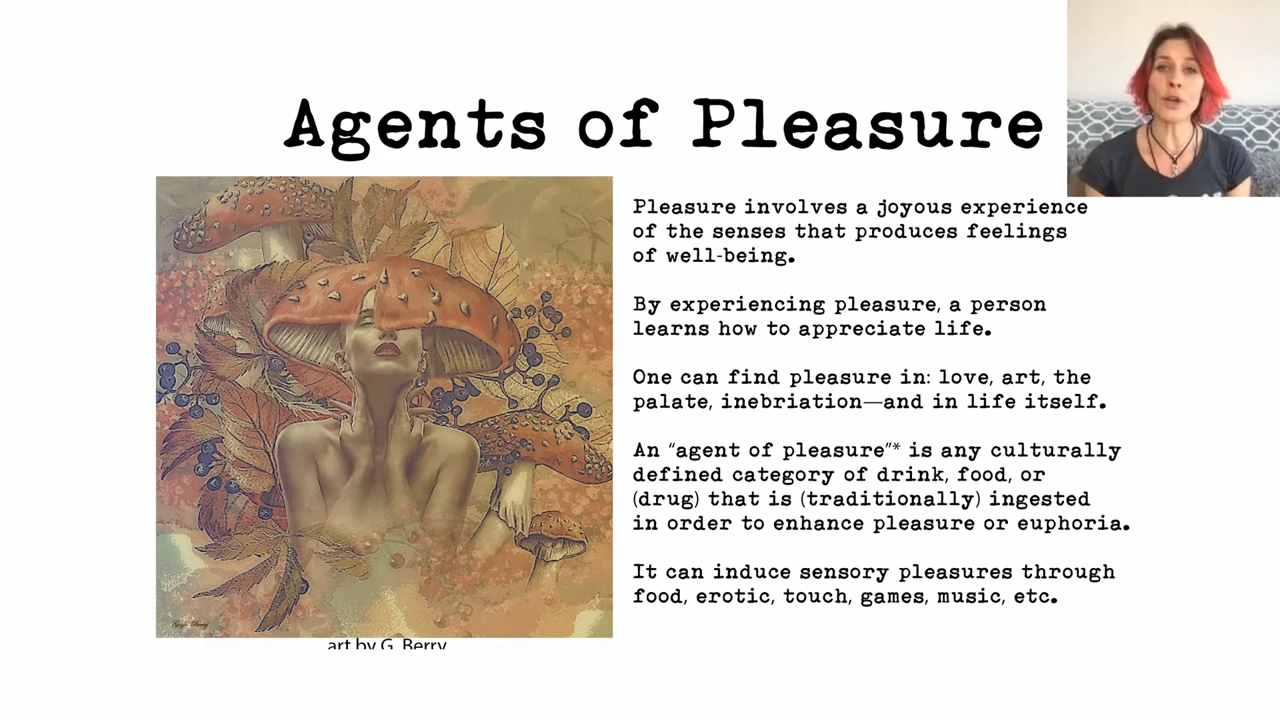 Agents of Pleasure
Pleasure involves a joyous experience
of the senses that produces feelings
of well-being.
By experiencing pleasure, a person
learns how to appreciate life.
One can find pleasure in: love, art, the
palate, inebriation—and in life itself.
An “agent of pleasure”* is any culturally
defined category of drink, food, or
(drug) that is (traditionally) ingested
in order to enhance pleasure or euphoria.
It can induce sensory pleasures through
food, erotic, touch, games, music, etc.
art by G. Berry